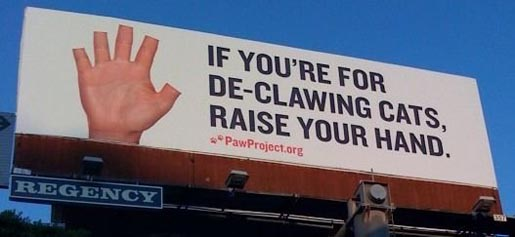 IF YOU'RE FOR
DE-CLAWING CATS,
RAISE YOUR HAND.
PawProject.org
REGENCY